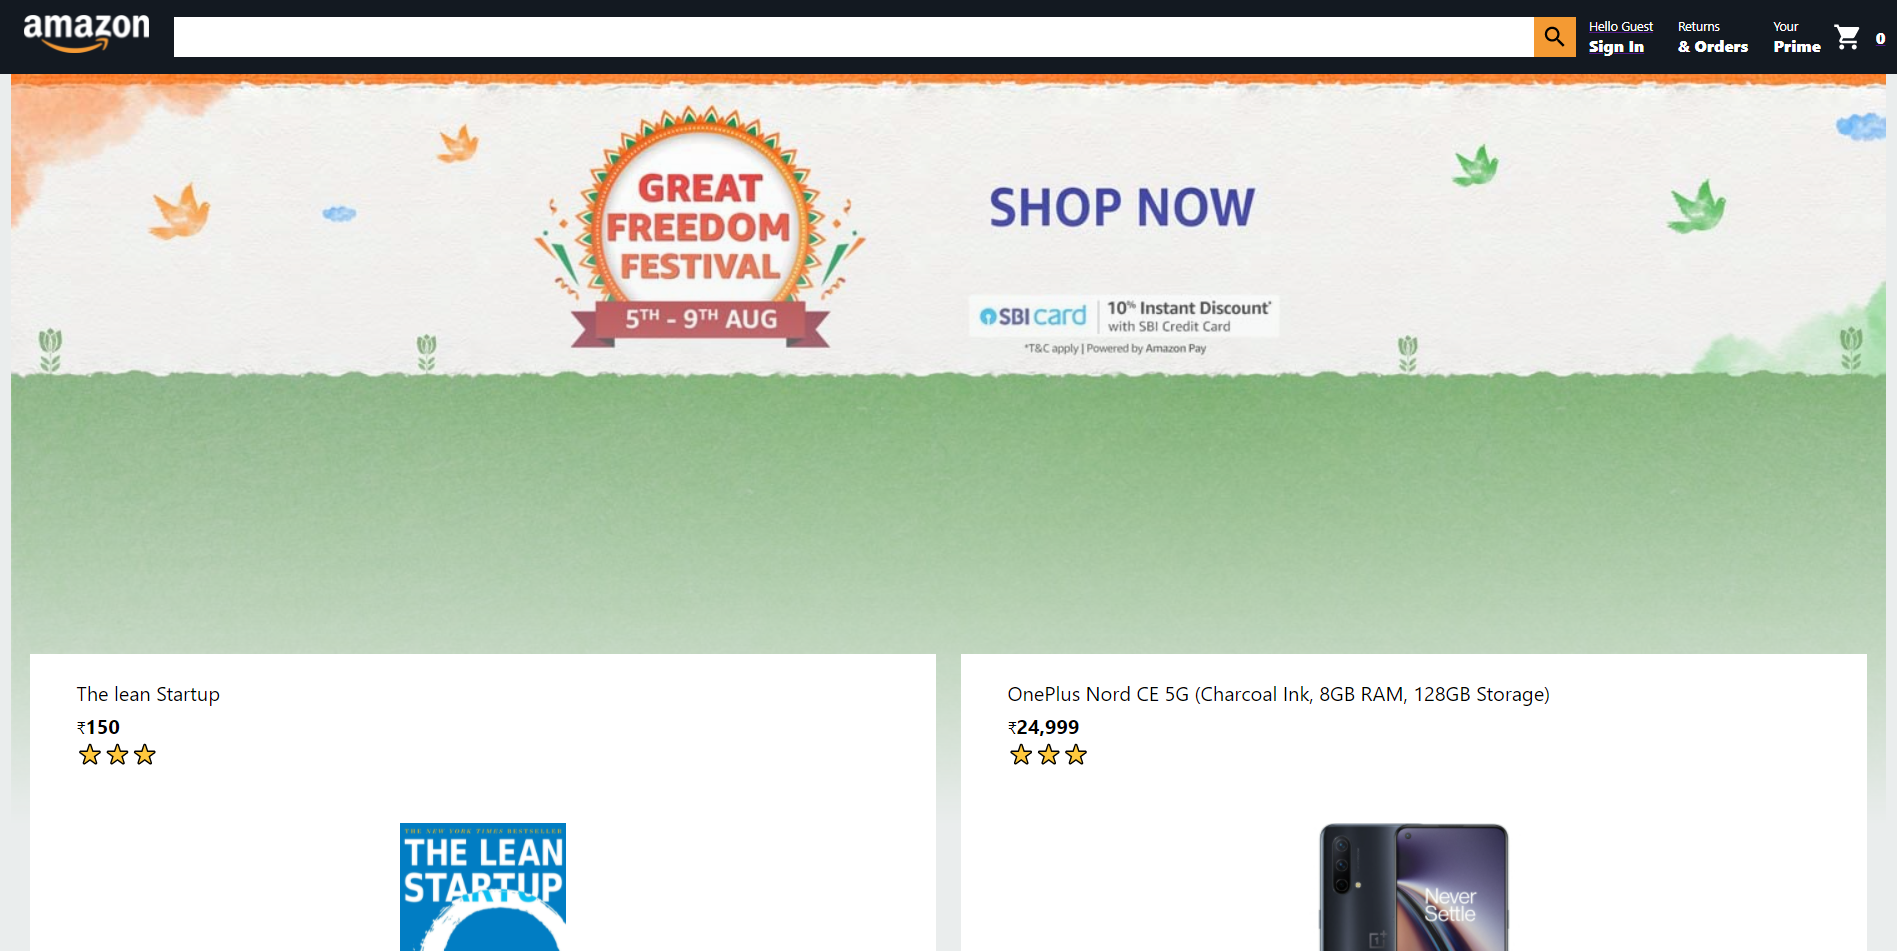 amazon
Hello Guest
Sign In
Returns
& Orders
Your
Prime
0
GREAT
FREEDOM
FESTIVAL
5TH - 9TH AUG
SHOP NOW
SBI card
10% Instant Discount*
with SBI Credit Card
*T&C apply | Powered by Amazon Pay
The lean Startup
₹150
OnePlus Nord CE 5G (Charcoal Ink, 8GB RAM, 128GB Storage)
₹24,999
THE NEW YORK TIMES BESTSELLER
THE LEAN
STARTUP
Never
Settle